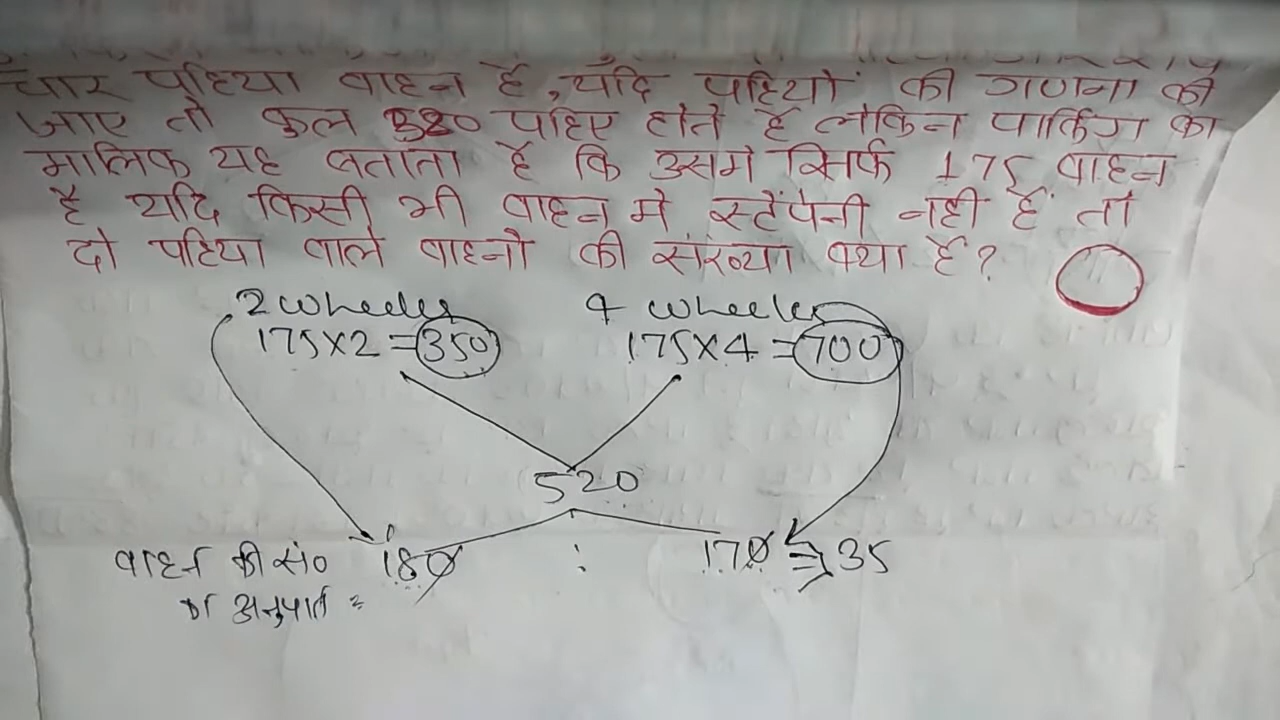 चार पहिया वाहन है, यदि पहियों की गणना की
जाए तो कुल 520 पहिए होते है लेकिन पार्किंग का
मालिक यह बताता है कि उसमे सिर्फ 175 वाहन
है यदि किसी भी वाहन मे स्टेपैनी नही है तो
दो पहिया वाले वाहनो की संख्या क्या है?
2 wheeler 4 wheeler
175×2=350 175×4=700
520
वाहन की सं० 180 : 170 ⇒ 35
का अनुपात =